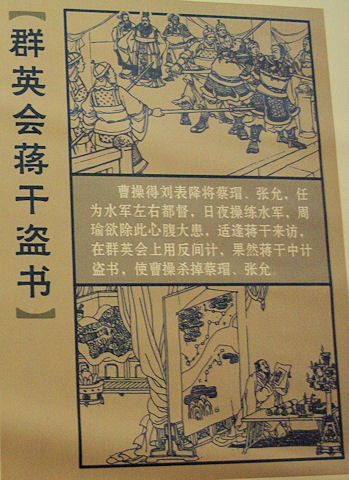 【群英会蒋干盗书】
曹操得刘表降将蔡瑁、张允，任
为水军左右都督，日夜操练水军，周
瑜欲除此心腹大患，适逢蒋干来访，
在群英会上用反间计，果然蒋干中计
盗书，使曹操杀掉蔡瑁、张允。